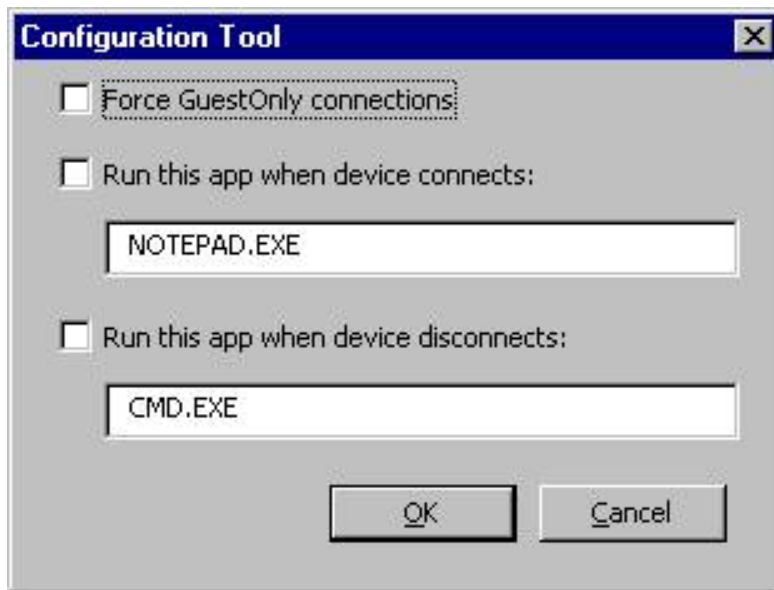 Configuration Tool
Force GuestOnly connections
Run this app when device connects:
NOTEPAD.EXE
Run this app when device disconnects:
CMD.EXE
OK Cancel